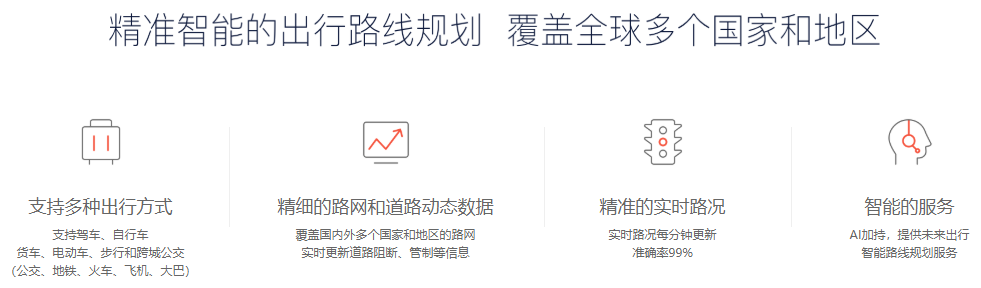 精准智能的出行路线规划 覆盖全球多个国家和地区
支持多种出行方式
支持驾车、自行车
货车、电动车、步行和跨城公交
(公交、地铁、火车、飞机、大巴)
精细的路网和道路动态数据
覆盖国内外多个国家和地区的路网
实时更新道路阻断、管制等信息
精准的实时路况
实时路况每分钟更新
准确率99%
智能的服务
AI加持，提供未来出行
智能路线规划服务